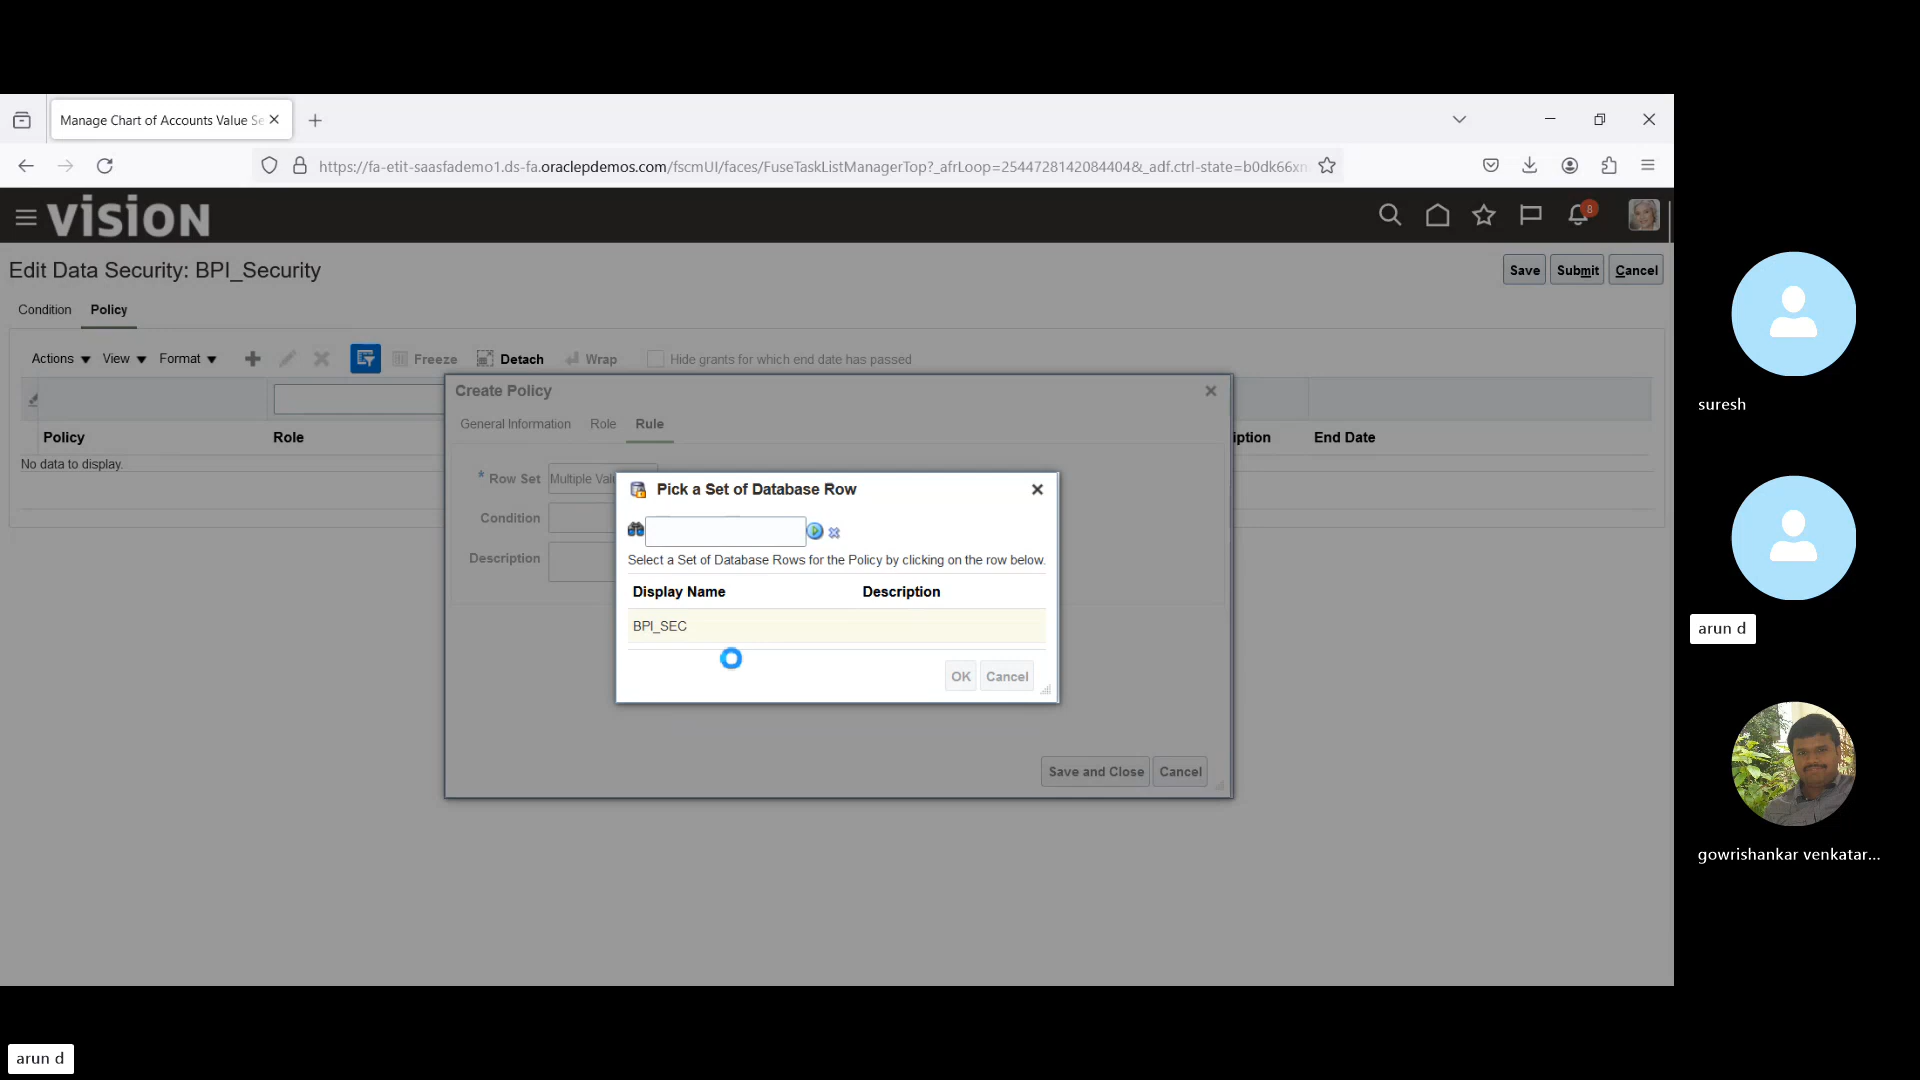 Manage Chart of Accounts Value Se
https://fa-etit-saasfademo1.ds-fa.oraclepdemos.com/fscmUI/faces/FuseTaskListManagerTop?_afrLoop=2544728142084404&_adf.ctrl-state=b0dk66xn
VISION
8
Edit Data Security: BPI_Security
Save
Submit
Cancel
Condition
Policy
Actions
View
Format
Freeze
Detach
Wrap
Hide grants for which end date has passed
Policy
Role
iption
End Date
No data to display.
Create Policy
General Information
Role
Rule
* Row Set
Multiple Val
Condition
Description
Pick a Set of Database Row
Select a Set of Database Rows for the Policy by clicking on the row below.
Display Name
Description
BPI_SEC
OK
Cancel
Save and Close
Cancel
suresh
arun d
gowrishankar venkatar...
arun d